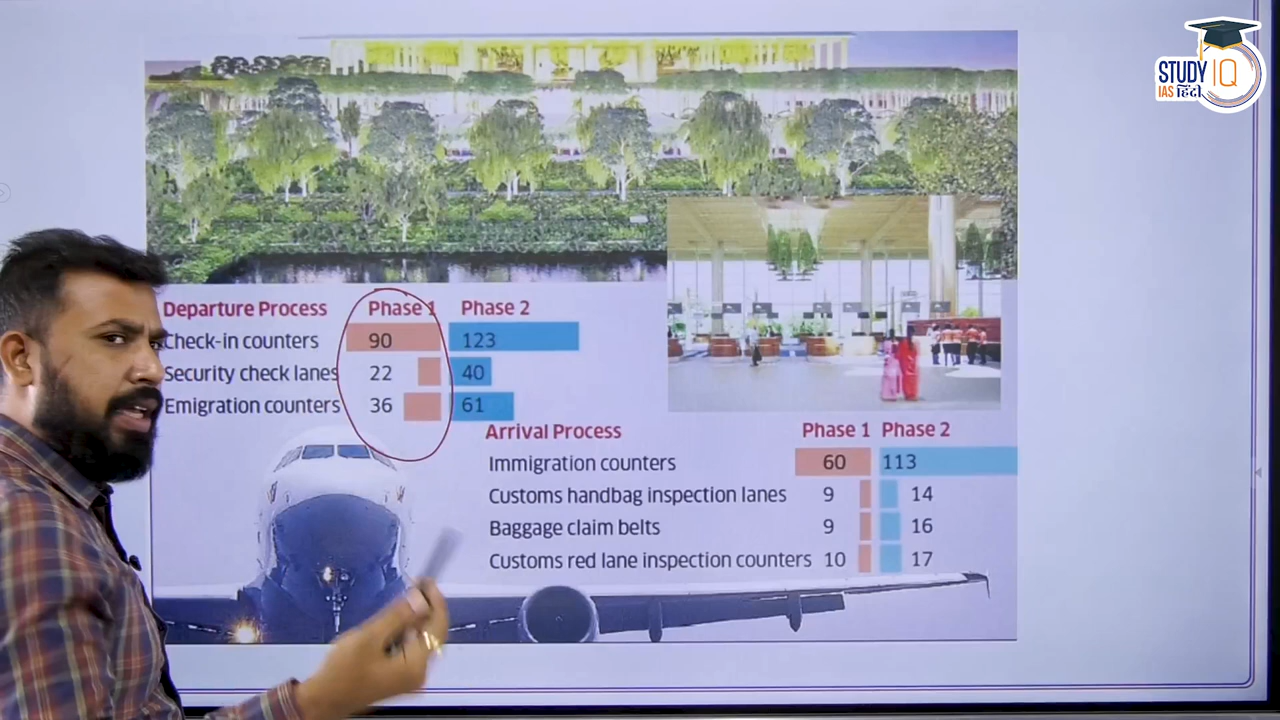 STUDY IQ
IAS हिंदी
Departure Process Phase 1 Phase 2
Check-in counters 90 123
Security check lanes 22 40
Emigration counters 36 61
Arrival Process Phase 1 Phase 2
Immigration counters 60 113
Customs handbag inspection lanes 9 14
Baggage claim belts 9 16
Customs red lane inspection counters 10 17
STUDY IQ